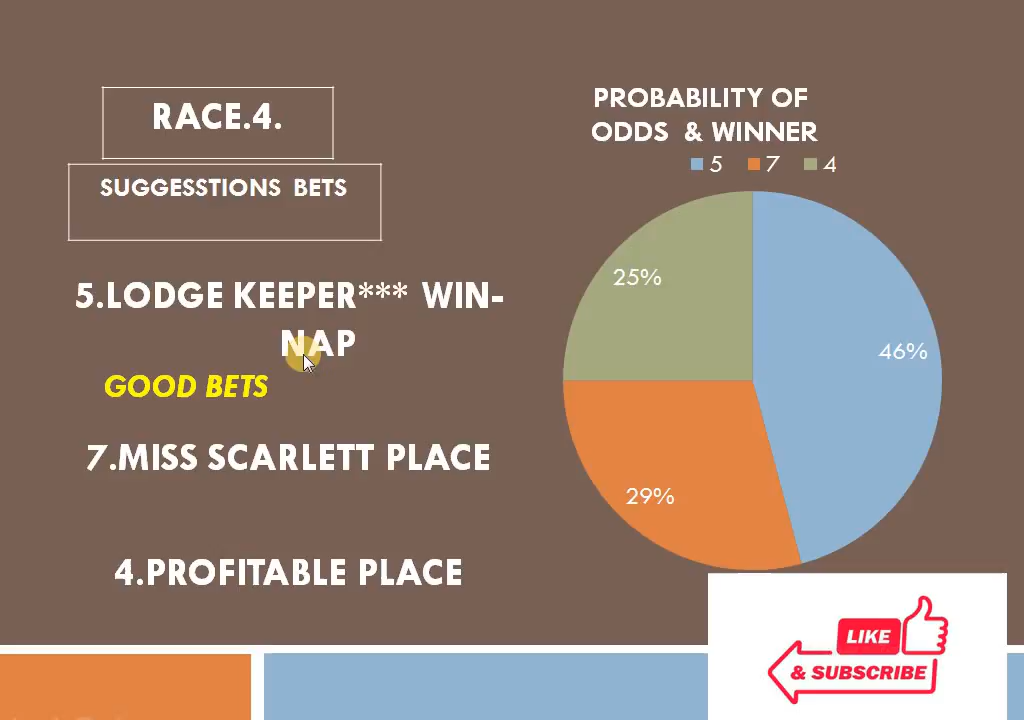 RACE.4.
SUGGESSTIONS BETS
5.LODGE KEEPER*** WIN-
NAP
GOOD BETS
7.MISS SCARLETT PLACE
4.PROFITABLE PLACE
PROBABILITY OF
ODDS & WINNER
5 7 4
25%
46%
29%
LIKE
& SUBSCRIBE